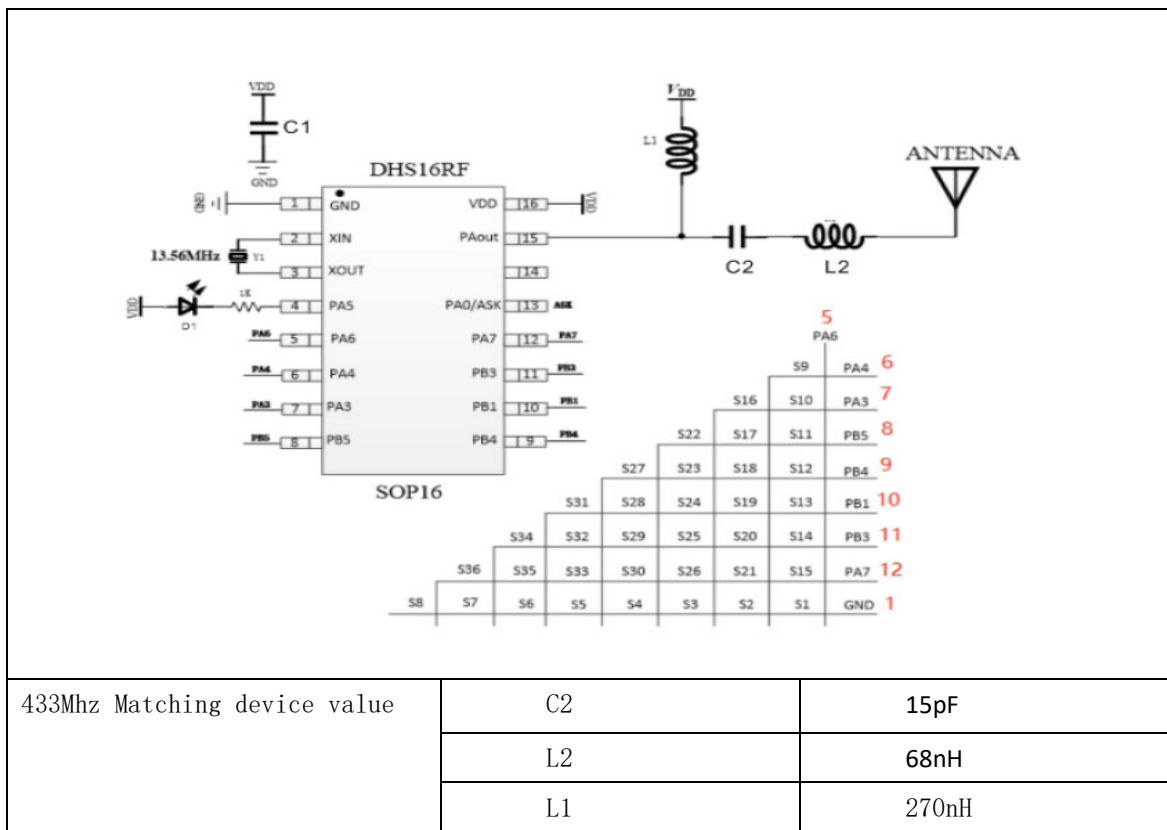 VDD
C1
GND
DHS16RF
GND 1 GND
VDD 16 VDD
2 XIN
PAout 15
13.56MHz Y1
3 XOUT
14
VDD D1 1K 4 PA5
PA0/ASK 13 ASK
PA6 5 PA6
PA7 12 PA7
PA4 6 PA4
PB3 11 PB3
PA3 7 PA3
PB1 10 PB1
PB5 8 PB5
PB4 9 PB4
SOP16
VDD
L1
ANTENNA
C2
L2
5
PA6
S9 PA4 6
S16 S10 PA3 7
S22 S17 S11 PB5 8
S27 S23 S18 S12 PB4 9
S31 S28 S24 S19 S13 PB1 10
S34 S32 S29 S25 S20 S14 PB3 11
S36 S35 S33 S30 S26 S21 S15 PA7 12
S8 S7 S6 S5 S4 S3 S2 S1 GND 1
433Mhz Matching device value
C2 15pF
L2 68nH
L1 270nH